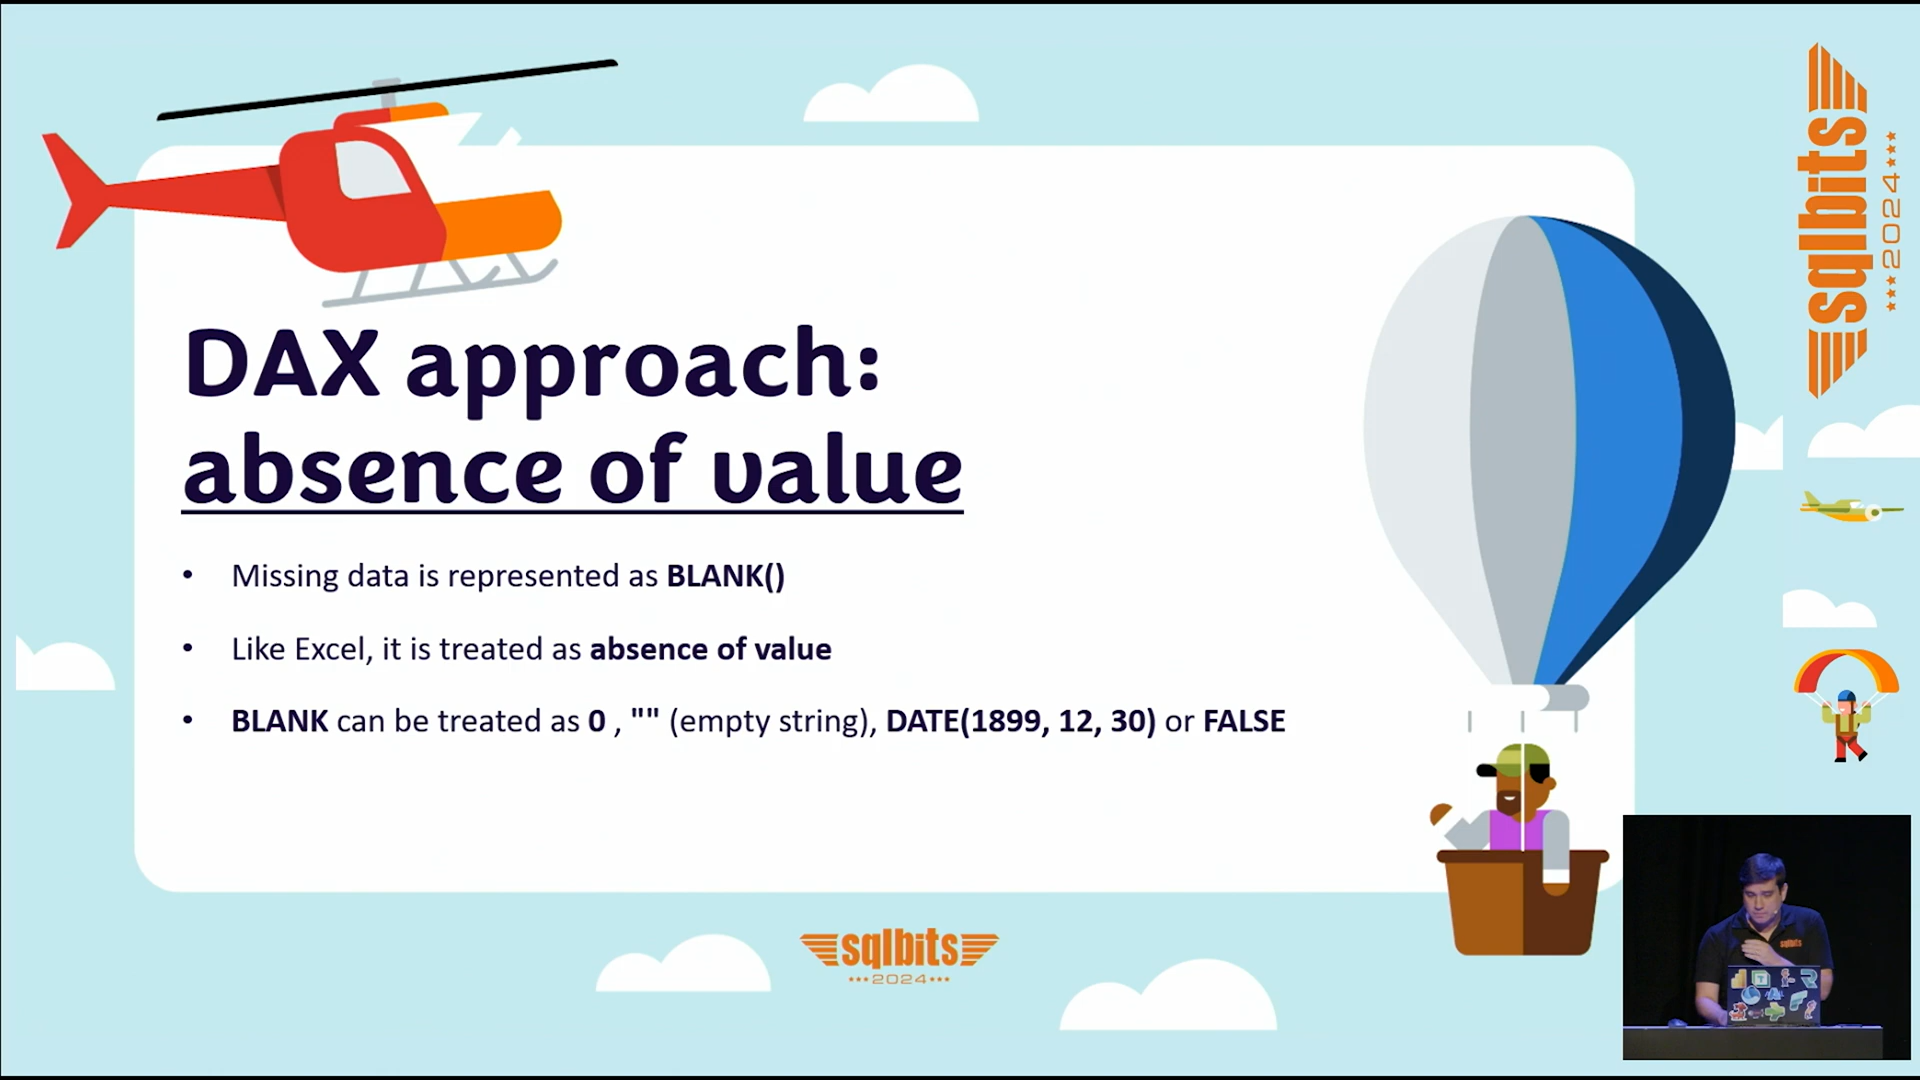 DAX approach:
absence of value
• Missing data is represented as BLANK()
• Like Excel, it is treated as absence of value
• BLANK can be treated as 0 , "" (empty string), DATE(1899, 12, 30) or FALSE
sqlbits
2024
sqlbits
2024
sqlbits